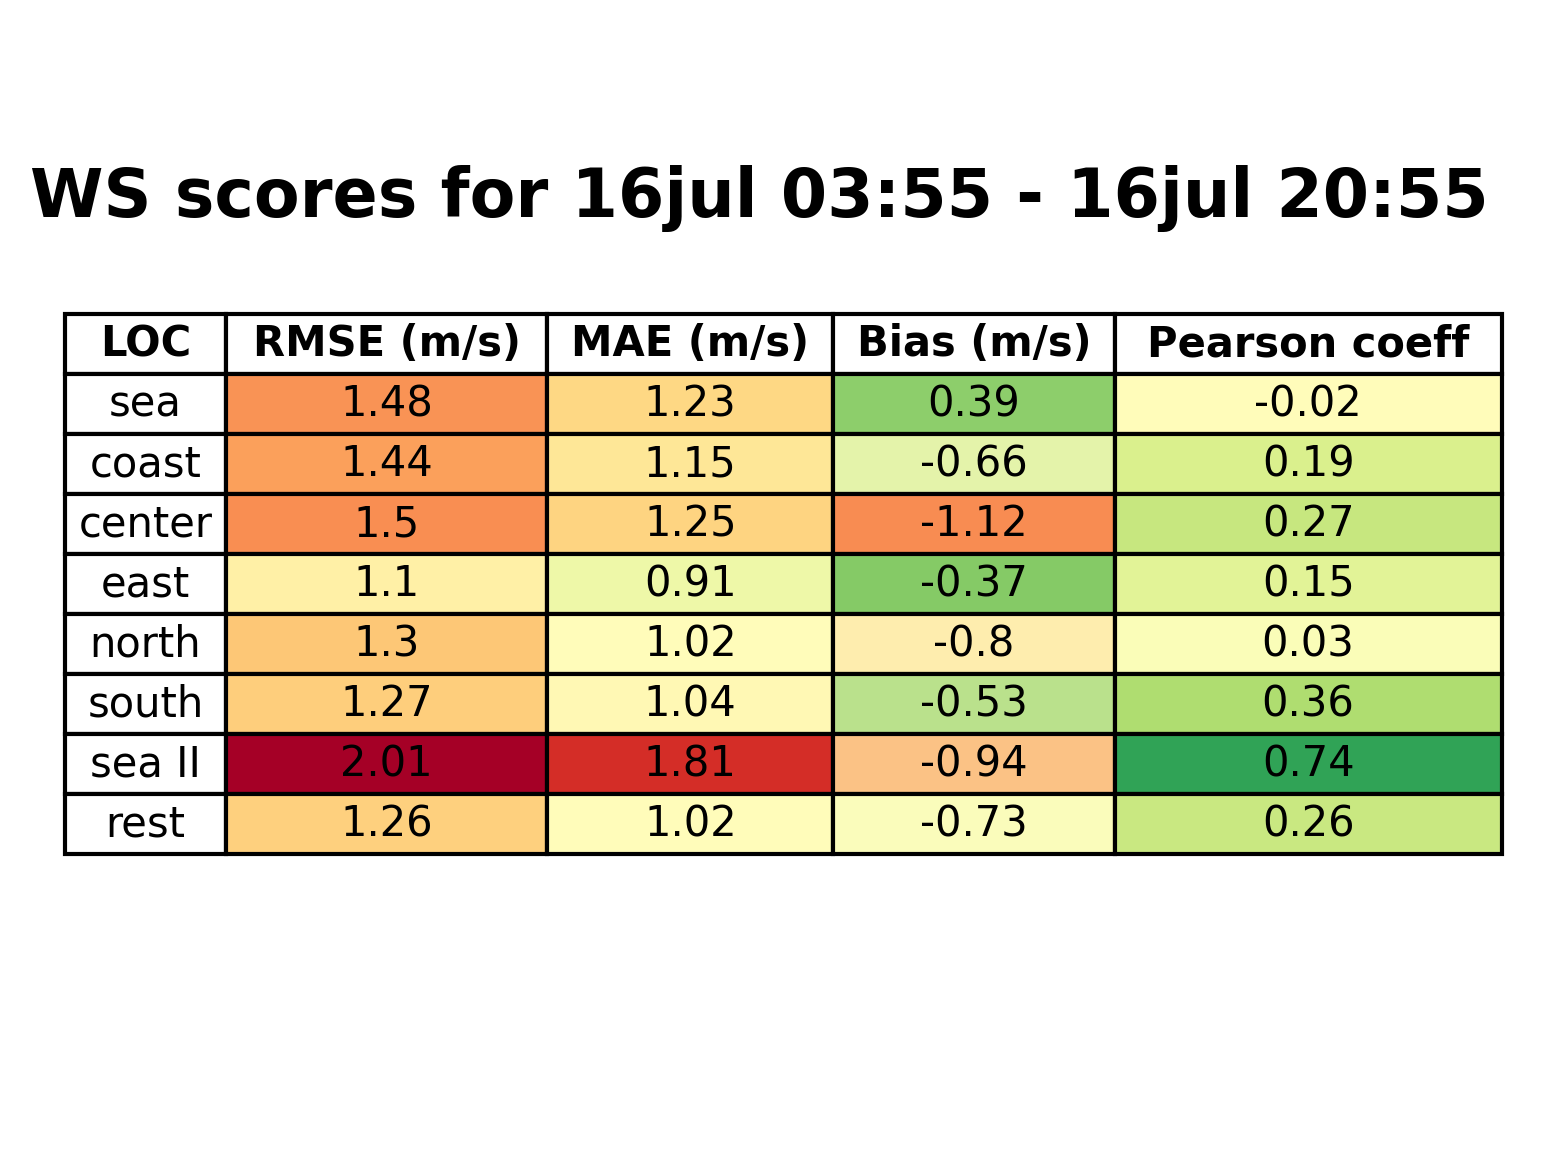 WS scores for 16jul 03:55 - 16jul 20:55
LOC RMSE (m/s) MAE (m/s) Bias (m/s) Pearson coeff
sea 1.48 1.23 0.39 -0.02
coast 1.44 1.15 -0.66 0.19
center 1.5 1.25 -1.12 0.27
east 1.1 0.91 -0.37 0.15
north 1.3 1.02 -0.8 0.03
south 1.27 1.04 -0.53 0.36
sea II 2.01 1.81 -0.94 0.74
rest 1.26 1.02 -0.73 0.26